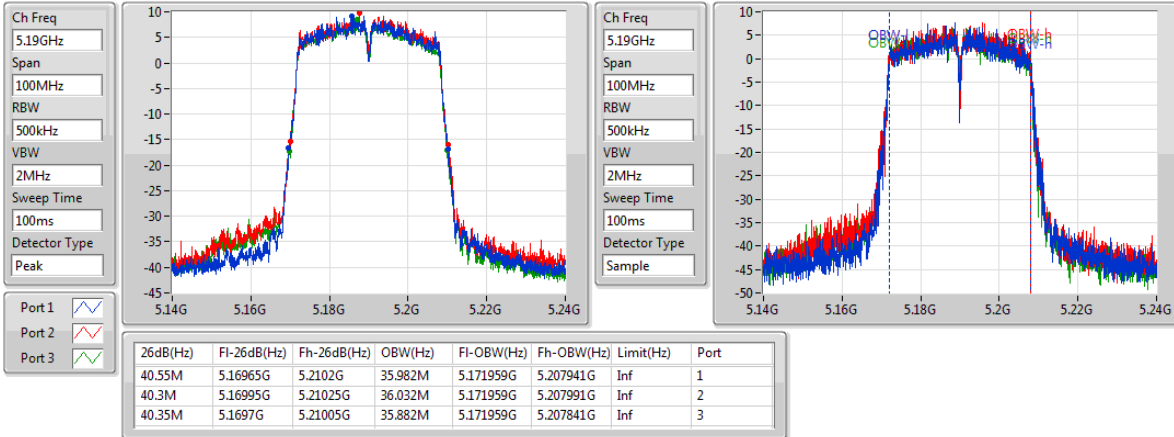 Ch Freq
5.19GHz
Span
100MHz
RBW
500kHz
VBW
2MHz
Sweep Time
100ms
Detector Type
Peak
Port 1
Port 2
Port 3
10
5
0
-5
-10
-15
-20
-25
-30
-35
-40
-45
5.14G 5.16G 5.18G 5.2G 5.22G 5.24G
Ch Freq
5.19GHz
Span
100MHz
RBW
500kHz
VBW
2MHz
Sweep Time
100ms
Detector Type
Sample
10
5
0
-5
-10
-15
-20
-25
-30
-35
-40
-45
-50
OBW-h
5.14G 5.16G 5.18G 5.2G 5.22G 5.24G
26dB(Hz) Fl-26dB(Hz) Fh-26dB(Hz) OBW(Hz) Fl-OBW(Hz) Fh-OBW(Hz) Limit(Hz) Port
40.55M 5.16965G 5.2102G 35.982M 5.171959G 5.207941G Inf 1
40.3M 5.16995G 5.21025G 36.032M 5.171959G 5.207991G Inf 2
40.35M 5.1697G 5.21005G 35.882M 5.171959G 5.207841G Inf 3